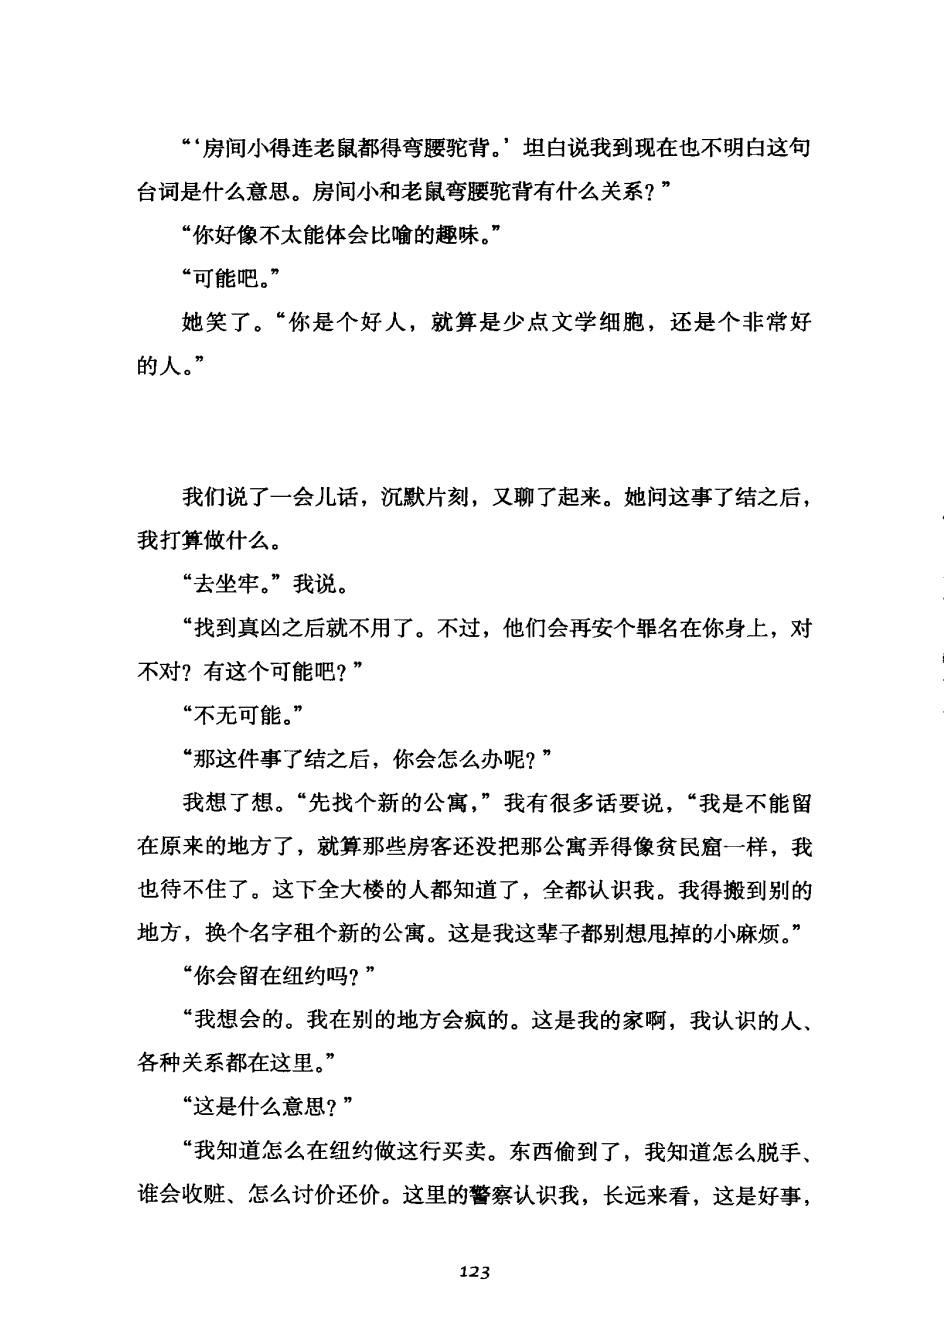 “‘房间小得连老鼠都得弯腰驼背。’坦白说我到现在也不明白这句
台词是什么意思。房间小和老鼠弯腰驼背有什么关系？”
“你好像不太能体会比喻的趣味。”
“可能吧。”
她笑了。“你是个好人，就算是少点文学细胞，还是个非常好
的人。”
我们说了一会儿话，沉默片刻，又聊了起来。她问这事了结之后，
我打算做什么。
“去坐牢。”我说。
“找到真凶之后就不用了。不过，他们会再安个罪名在你身上，对
不对？有这个可能吧？”
“不无可能。”
“那这件事了结之后，你会怎么办呢？”
我想了想。“先找个新的公寓，”我有很多话要说，“我是不能留
在原来的地方了，就算那些房客还没把那公寓弄得像贫民窟一样，我
也待不住了。这下全大楼的人都知道了，全都认识我。我得搬到别的
地方，换个名字租个新的公寓。这是我这辈子都别想甩掉的小麻烦。”
“你会留在纽约吗？”
“我想会的。我在别的地方会疯的。这是我的家啊，我认识的人、
各种关系都在这里。”
“这是什么意思？”
“我知道怎么在纽约做这行买卖。东西偷到了，我知道怎么脱手、
谁会收赃、怎么讨价还价。这里的警察认识我，长远来看，这是好事，
123